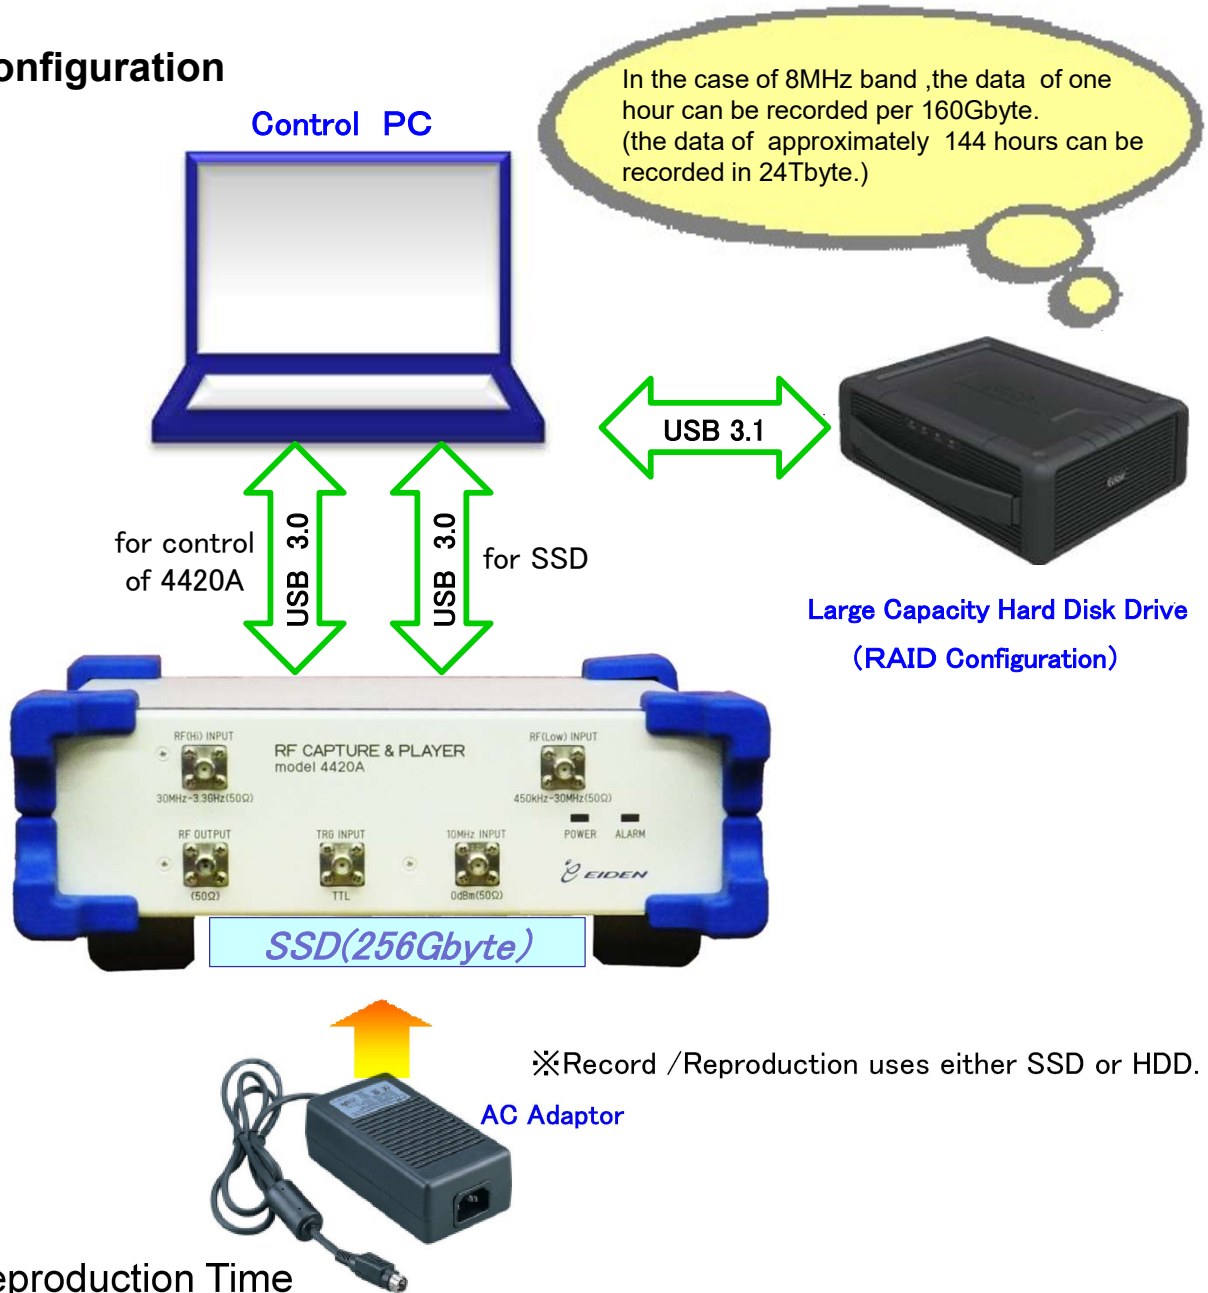 onfiguration
In the case of 8MHz band ,the data of one
hour can be recorded per 160Gbyte.
(the data of approximately 144 hours can be
recorded in 24Tbyte.)
Control PC
USB 3.1
for control
of 4420A
USB 3.0
USB 3.0
for SSD
Large Capacity Hard Disk Drive
(RAID Configuration)
RF(Hi) INPUT
30MHz-3.3GHz(50Ω)
RF CAPTURE & PLAYER
model 4420A
RF(Low) INPUT
450kHz-30MHz(50Ω)
POWER ALARM
RF OUTPUT
(50Ω)
TRG INPUT
TTL
10MHz INPUT
0dBm(50Ω)
EIDEN
SSD(256Gbyte)
※Record /Reproduction uses either SSD or HDD.
AC Adaptor
eproduction Time